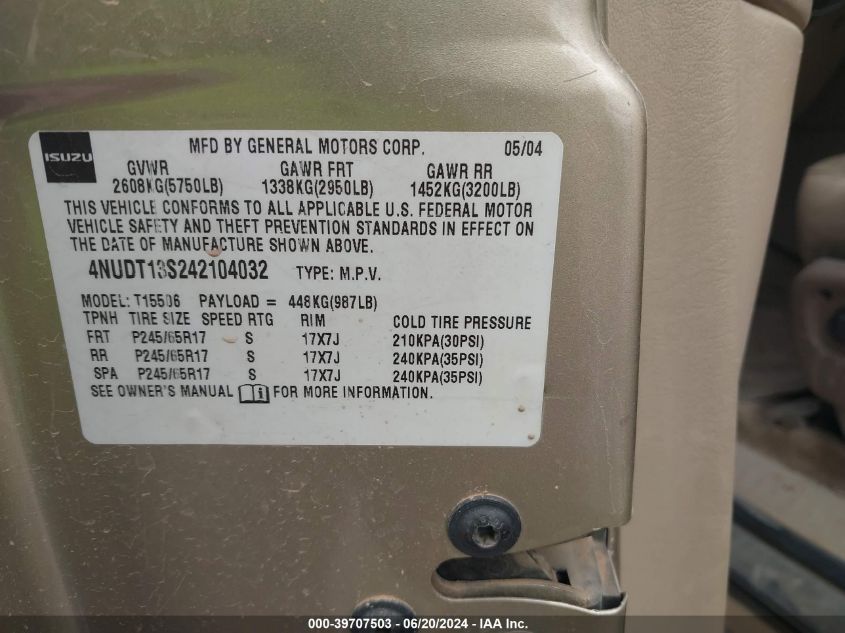 ISUZU
MFD BY GENERAL MOTORS CORP. 05/04
GVWR GAWR FRT GAWR RR
2608KG(5750LB) 1338KG(2950LB) 1452KG(3200LB)
THIS VEHICLE CONFORMS TO ALL APPLICABLE U.S. FEDERAL MOTOR
VEHICLE SAFETY AND THEFT PREVENTION STANDARDS IN EFFECT ON
THE DATE OF MANUFACTURE SHOWN ABOVE.
4NUDT13S242104032 TYPE: M.P.V.
MODEL: T15506 PAYLOAD = 448KG(987LB)
TPNH TIRE SIZE SPEED RTG RIM COLD TIRE PRESSURE
FRT P245/65R17 S 17X7J 210KPA(30PSI)
RR P245/65R17 S 17X7J 240KPA(35PSI)
SPA P245/65R17 S 17X7J 240KPA(35PSI)
SEE OWNER'S MANUAL i FOR MORE INFORMATION.
000-39707503 - 06/20/2024 - IAA Inc.